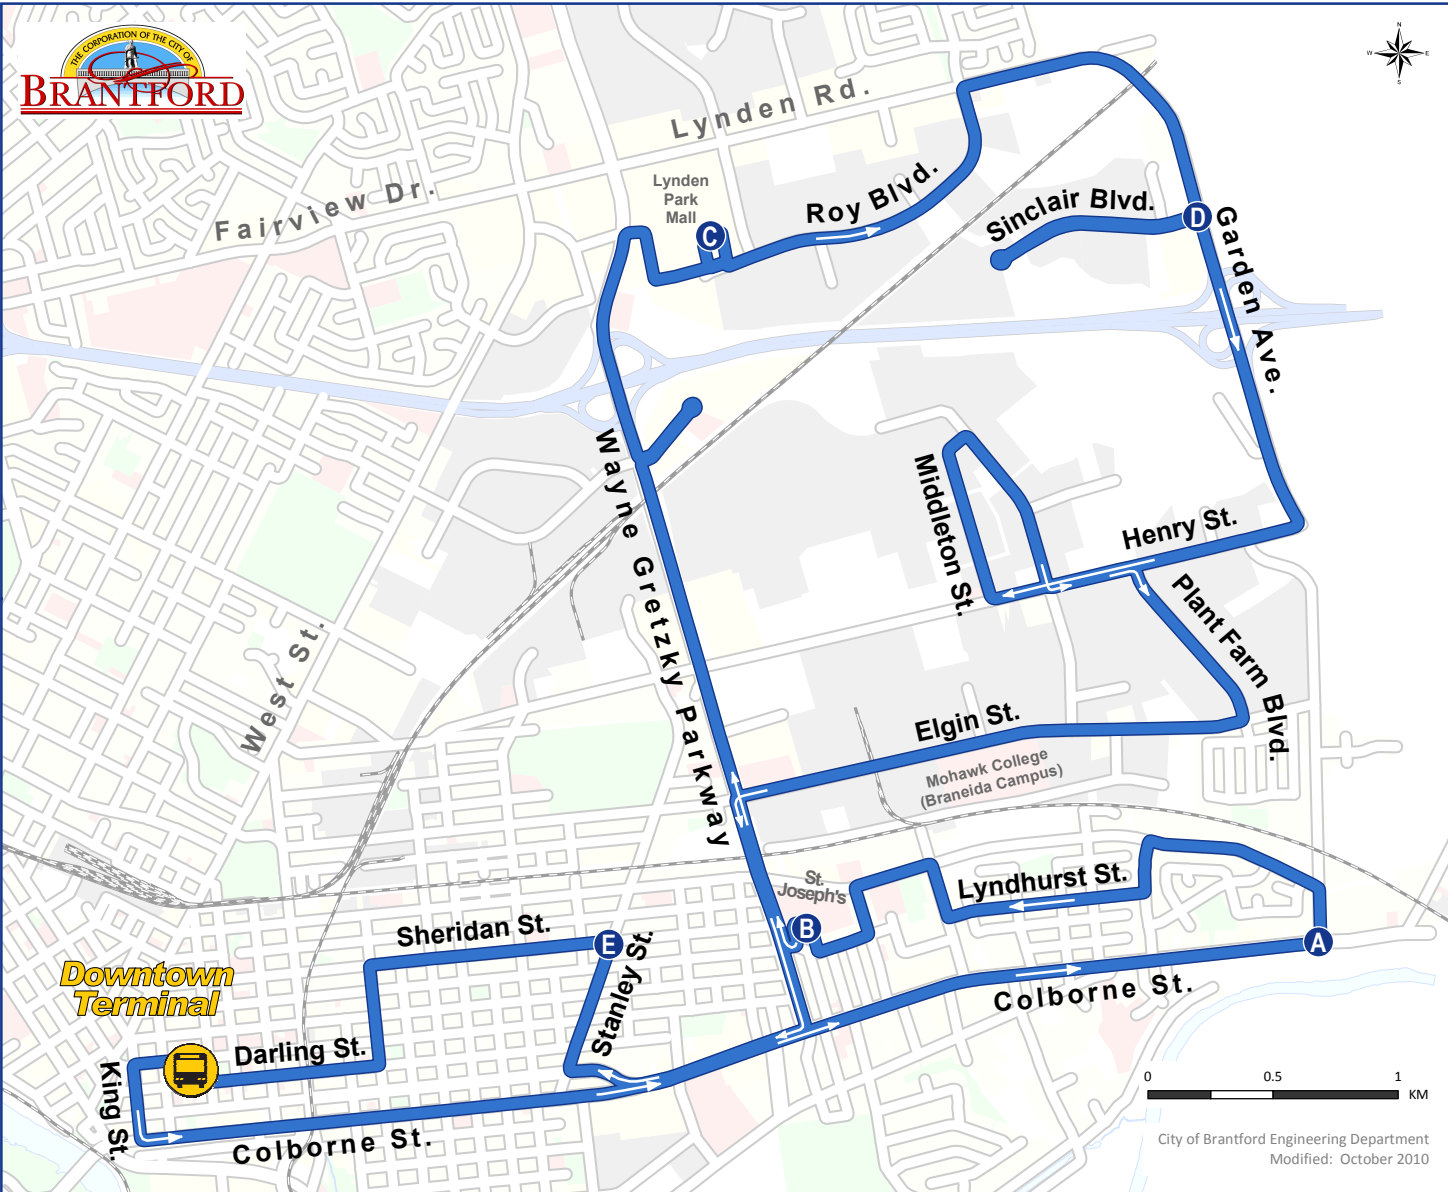 THE CORPORATION OF THE CITY OF
BRANTFORD
N
W
E
S
Lynden Rd.
Fairview Dr.
Lynden
Park
Mall
C
Roy Blvd.
Sinclair Blvd.
D
Garden Ave.
Wayne Gretzky Parkway
Middleton St.
Henry St.
Plant Farm Blvd.
West St.
Elgin St.
Mohawk College
(Braneida Campus)
St.
Joseph's
Lyndhurst St.
B
A
Sheridan St.
E
Stanley St.
Downtown
Terminal
Darling St.
King St.
Colborne St.
Colborne St.
0 0.5 1
KM
City of Brantford Engineering Department
Modified: October 2010